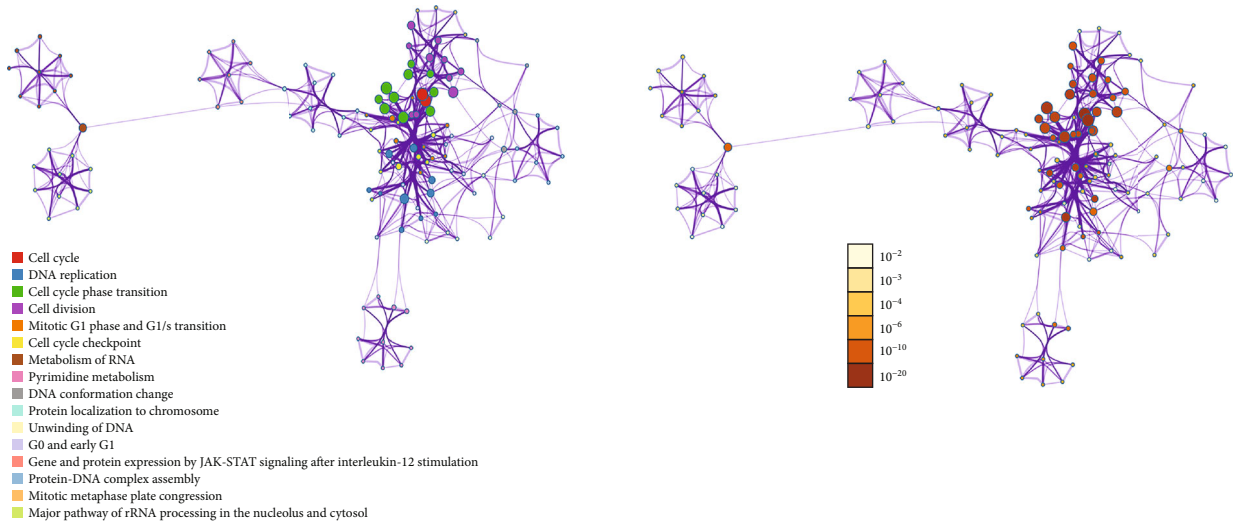 Cell cycle
DNA replication
Cell cycle phase transition
Cell division
Mitotic G1 phase and G1/s transition
Cell cycle checkpoint
Metabolism of RNA
Pyrimidine metabolism
DNA conformation change
Protein localization to chromosome
Unwinding of DNA
G0 and early G1
Gene and protein expression by JAK-STAT signaling after interleukin-12 stimulation
Protein-DNA complex assembly
Mitotic metaphase plate congression
Major pathway of rRNA processing in the nucleolus and cytosol
10⁻²
10⁻³
10⁻⁴
10⁻⁶
10⁻¹⁰
10⁻²⁰